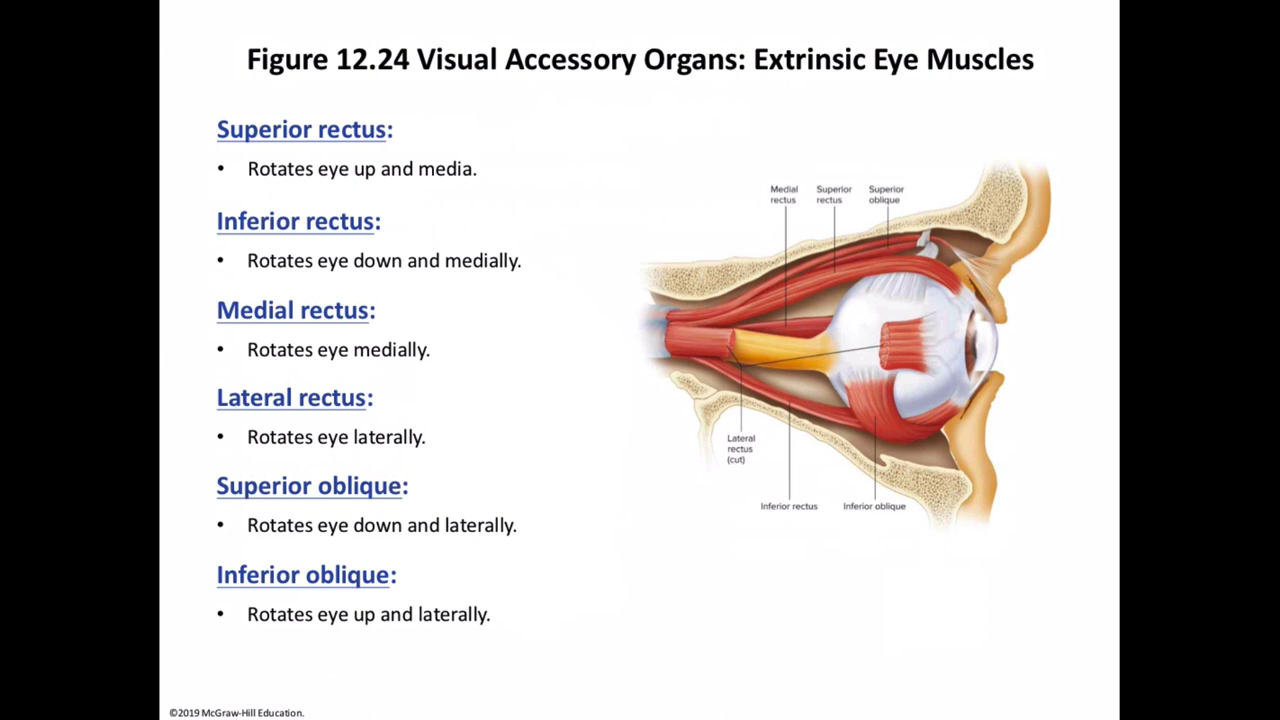 Figure 12.24 Visual Accessory Organs: Extrinsic Eye Muscles
Superior rectus:
• Rotates eye up and media.
Inferior rectus:
• Rotates eye down and medially.
Medial rectus:
• Rotates eye medially.
Lateral rectus:
• Rotates eye laterally.
Superior oblique:
• Rotates eye down and laterally.
Inferior oblique:
• Rotates eye up and laterally.
Medial
rectus
Superior
rectus
Superior
oblique
Lateral
rectus
(cut)
Inferior rectus
Inferior oblique
©2019 McGraw-Hill Education.